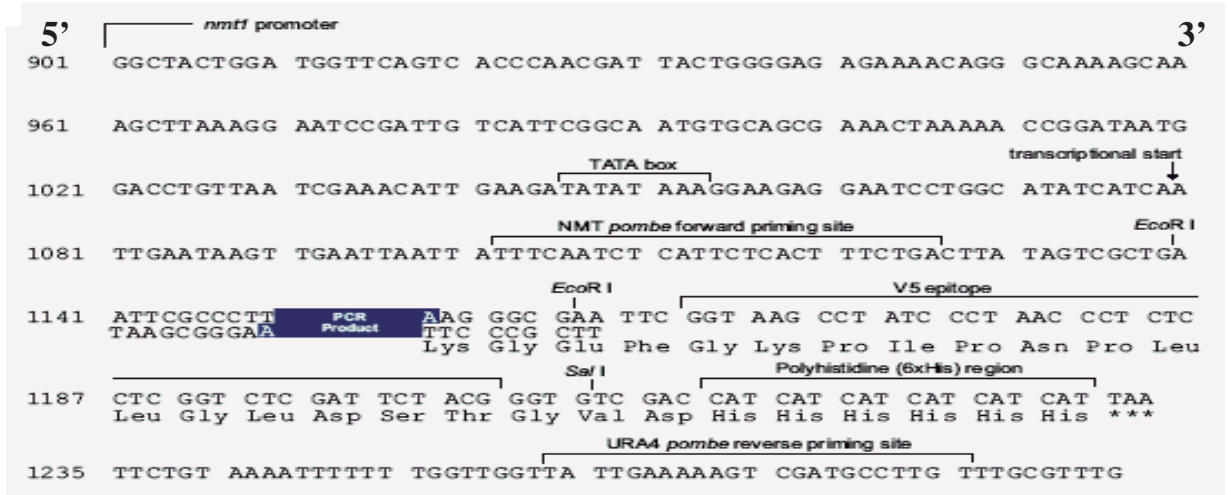 nmt1 promoter
5’ 3’
901 GGCTACTGGA TGGTTCAGTC ACCCAACGAT TACTGGGGAG AGAAAACAGG GCAAAAGCAA
961 AGCTTAAAGG AATCCGATTG TCATTCGGCA ATGTGCAGCG AAACTAAAAA CCGGATAATG
TATA box transcriptional start
1021 GACCTGTTAA TCGAAACATT GAAGATATAT AAAGGAAGAG GAATCCTGGC ATATCATCAA
NMT pombe forward priming site EcoR I
1081 TTGAATAAGT TGAATTAATT ATTTCAATCT CATTCTCACT TTCTGACTTA TAGTCGCTGA
EcoR I V5 epitope
1141 ATTCGCCCTT PCR AAG GGC GAA TTC GGT AAG CCT ATC CCT AAC CCT CTC
TAAGCGGGAA Product TTC CCG CTT
Lys Gly Glu Phe Gly Lys Pro Ile Pro Asn Pro Leu
Sal I Polyhistidine (6xHis) region
1187 CTC GGT CTC GAT TCT ACG GGT GTC GAC CAT CAT CAT CAT CAT CAT TAA
Leu Gly Leu Asp Ser Thr Gly Val Asp His His His His His His ***
URA4 pombe reverse priming site
1235 TTCTGT AAAATTTTTT TGGTTGGTTA TTGAAAAAGT CGATGCCTTG TTTGCGTTTG